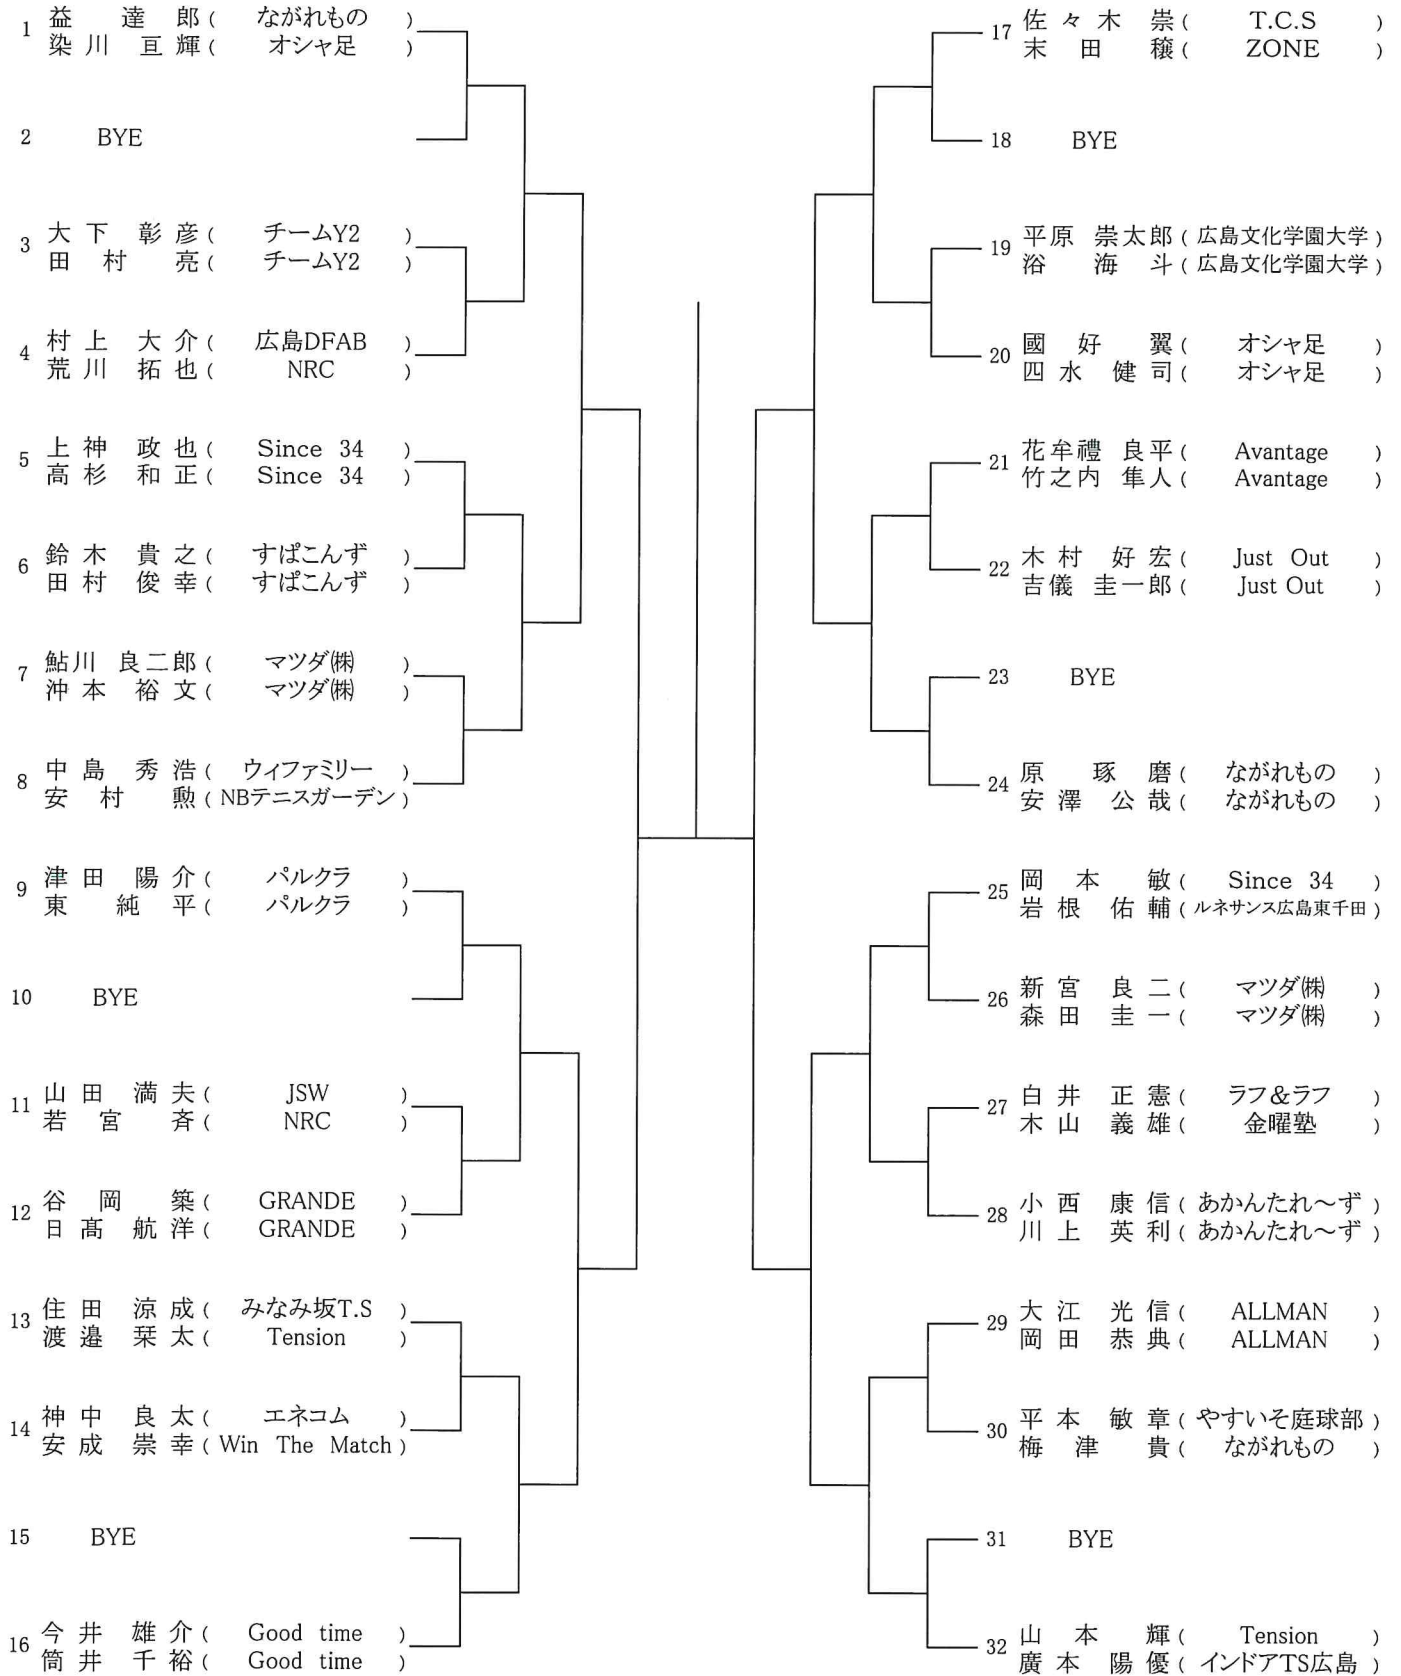 1 益 達 郎 ( ながれもの )
染 川 亘 輝 ( オシャ足 )
2 BYE
3 大 下 彰 彦 ( チームY2 )
田 村 亮 ( チームY2 )
4 村 上 大 介 ( 広島DFAB )
荒 川 拓 也 ( NRC )
5 上 神 政 也 ( Since 34 )
高 杉 和 正 ( Since 34 )
6 鈴 木 貴 之 ( すぱこんず )
田 村 俊 幸 ( すぱこんず )
7 鮎川 良二郎 ( マツダ㈱ )
沖 本 裕 文 ( マツダ㈱ )
8 中 島 秀 浩 ( ウィファミリー )
安 村 勲 ( NBテニスガーデン )
9 津 田 陽 介 ( パルクラ )
東 純 平 ( パルクラ )
10 BYE
11 山 田 満 夫 ( JSW )
若 宮 斉 ( NRC )
12 谷 岡 築 ( GRANDE )
日 髙 航 洋 ( GRANDE )
13 住 田 涼 成 ( みなみ坂T.S )
渡 邉 栞 太 ( Tension )
14 神 中 良 太 ( エネコム )
安 成 崇 幸 ( Win The Match )
15 BYE
16 今 井 雄 介 ( Good time )
筒 井 千 裕 ( Good time )
17 佐 々 木 崇 ( T.C.S )
末 田 穣 ( ZONE )
18 BYE
19 平原 崇太郎 ( 広島文化学園大学 )
浴 海 斗 ( 広島文化学園大学 )
20 國 好 翼 ( オシャ足 )
四 水 健 司 ( オシャ足 )
21 花牟禮 良平 ( Avantage )
竹之内 隼人 ( Avantage )
22 木 村 好 宏 ( Just Out )
吉儀 圭一郎 ( Just Out )
23 BYE
24 原 琢 磨 ( ながれもの )
安 澤 公 哉 ( ながれもの )
25 岡 本 敏 ( Since 34 )
岩 根 佑 輔 ( ルネサンス広島東千田 )
26 新 宮 良 二 ( マツダ㈱ )
森 田 圭 一 ( マツダ㈱ )
27 白 井 正 憲 ( ラフ&ラフ )
木 山 義 雄 ( 金曜塾 )
28 小 西 康 信 ( あかんたれ〜ず )
川 上 英 利 ( あかんたれ〜ず )
29 大 江 光 信 ( ALLMAN )
岡 田 恭 典 ( ALLMAN )
30 平 本 敏 章 ( やすいそ庭球部 )
梅 津 貴 ( ながれもの )
31 BYE
32 山 本 輝 ( Tension )
廣 本 陽 優 ( インドアTS広島 )